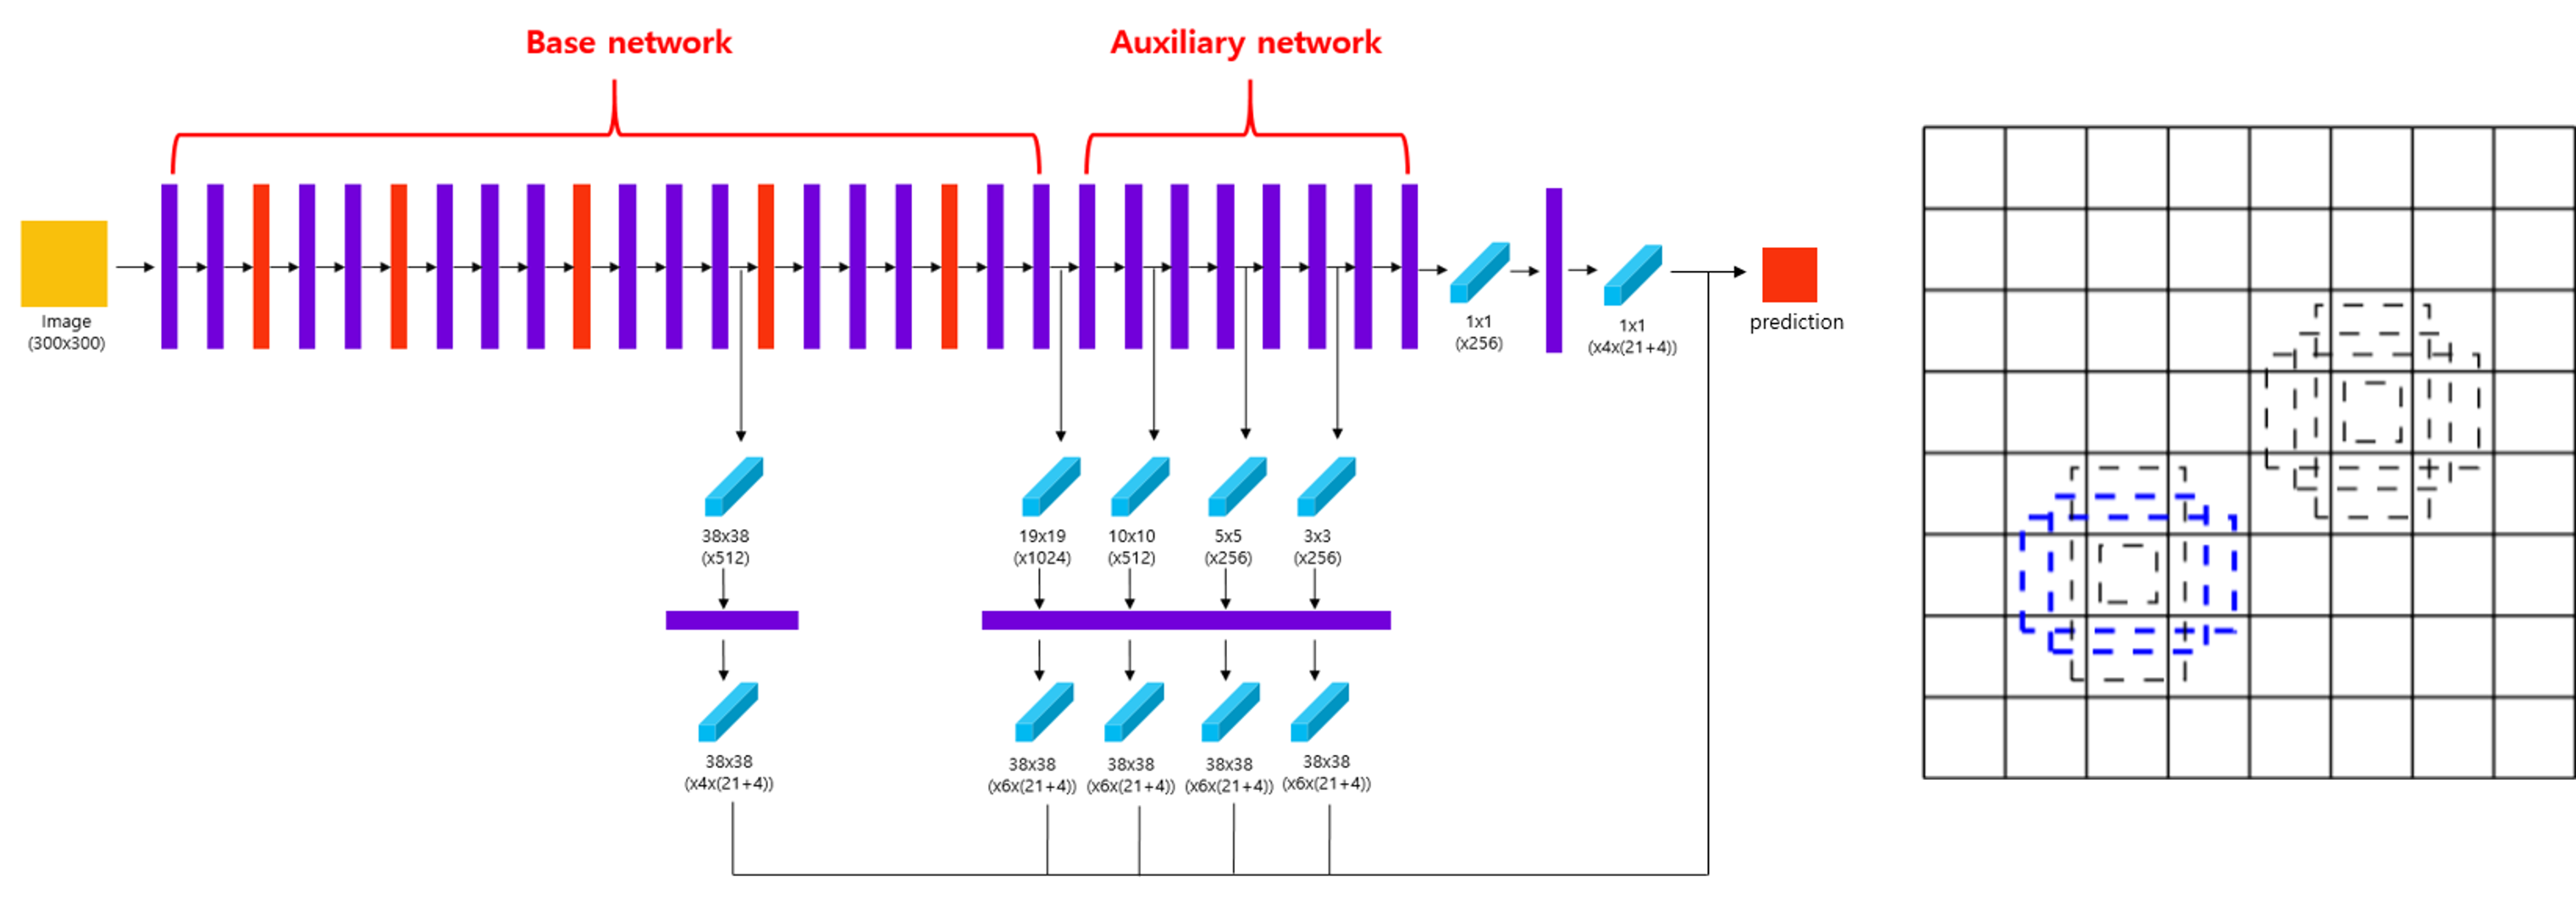 Base network
Auxiliary network
Image
(300x300)
1x1
(x256)
1x1
(x4x(21+4))
prediction
38x38
(x512)
19x19
(x1024)
10x10
(x512)
5x5
(x256)
3x3
(x256)
38x38
(x4x(21+4))
38x38
(x6x(21+4))
38x38
(x6x(21+4))
38x38
(x6x(21+4))
38x38
(x6x(21+4))